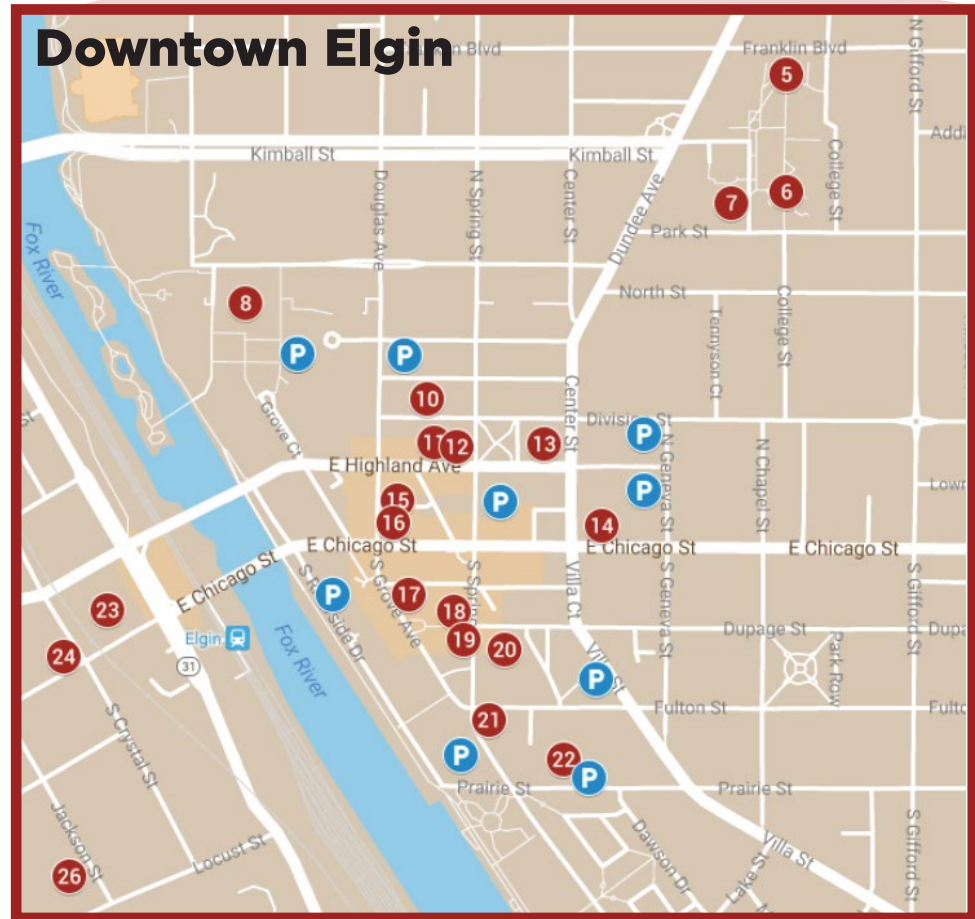 Downtown Elgin
Franklin Blvd
5
N Gifford St
Kimball St
Kimball St
College St
Douglas Ave
N Spring St
Center St
Dundee Ave
7
6
Park St
Fox River
8
North St
College St
Tennyson Ct
P
P
10
Grove Ct
Center St
Division St
P
11
12
13
E Highland Ave
N Geneva St
N Chapel St
15
P
P
16
14
E Chicago St
E Chicago St
E Chicago St
E Chicago St
S Grove Ave
Villa Ct
S Geneva St
S Gifford St
P
17
23
18
Elgin
19
20
Dupage St
24
31
Park Row
Fox River
P
Fulton St
21
S Crystal St
P
22
P
Prairie St
Prairie St
Jackson St
Locust St
Dawson Dr
Lake St
Villa St
S Gifford St
26